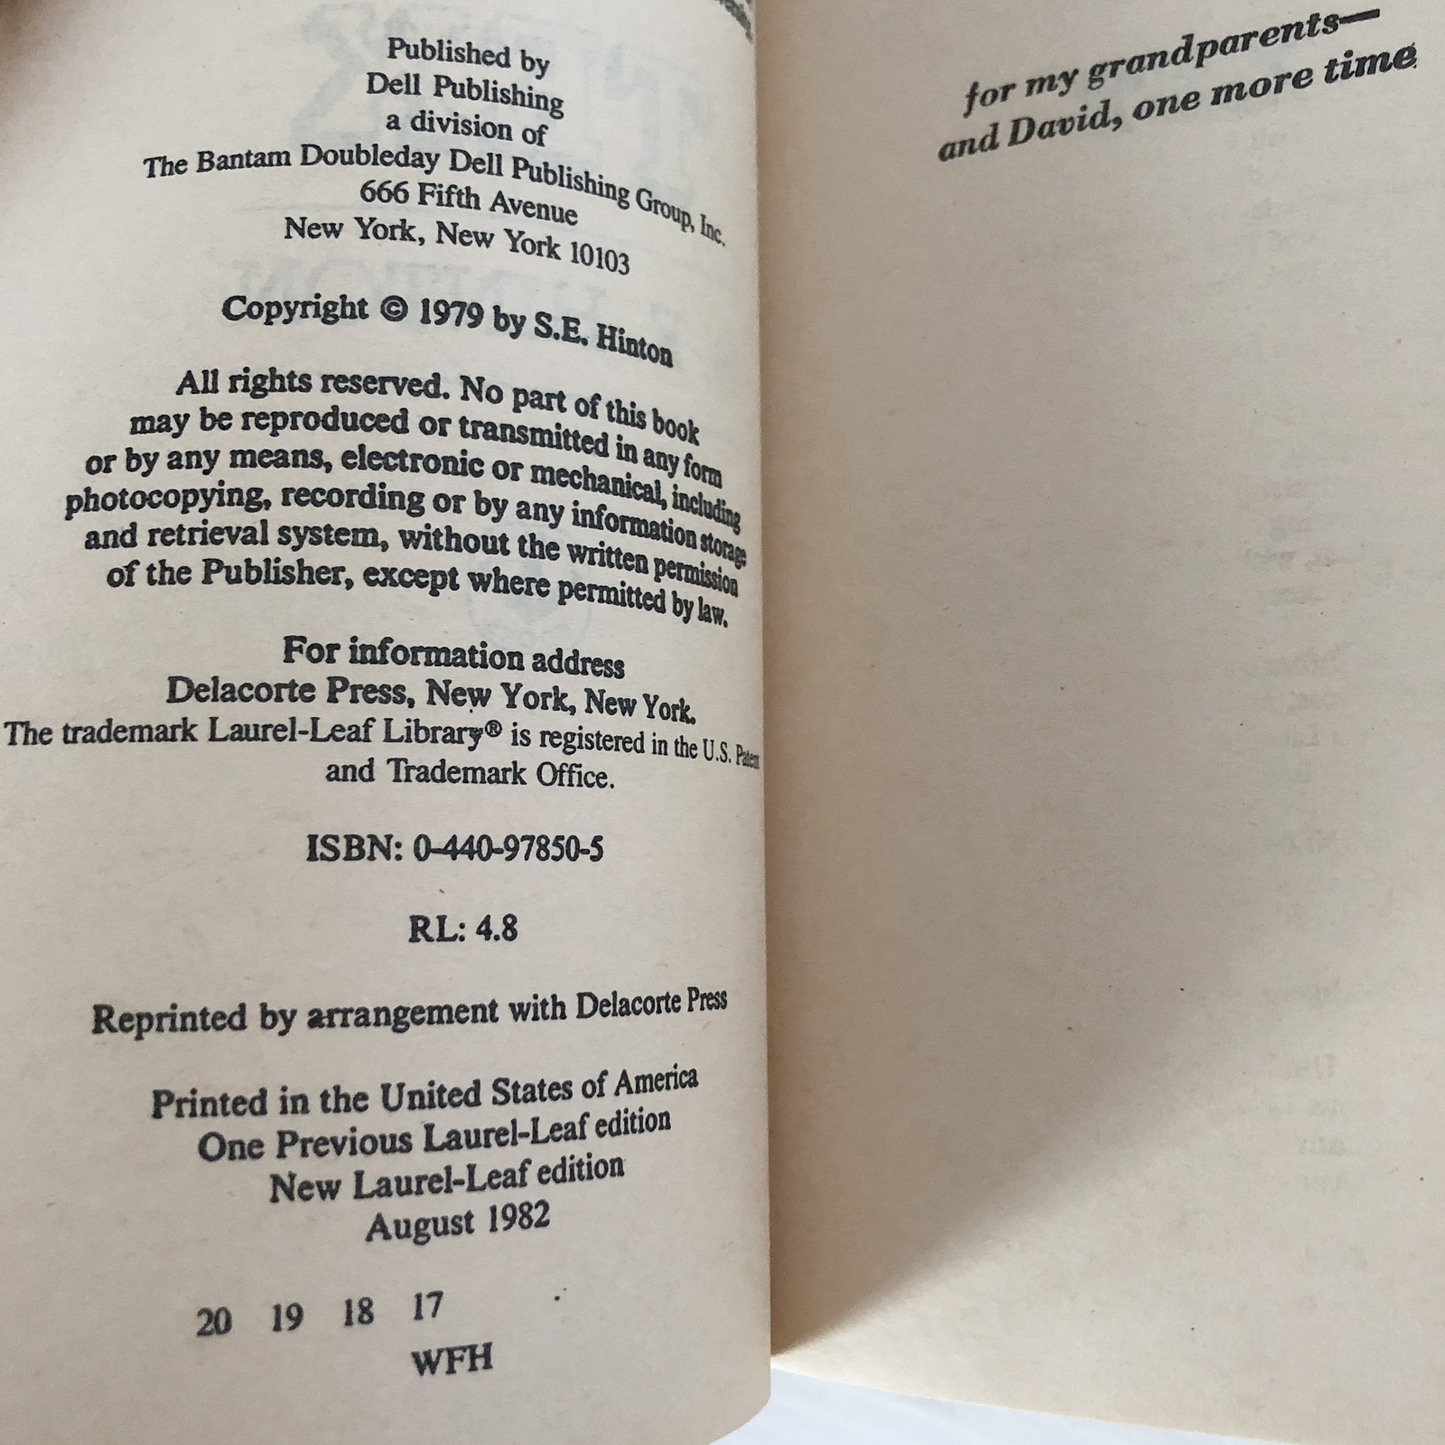 Published by
Dell Publishing
a division of
The Bantam Doubleday Dell Publishing Group, Inc.
666 Fifth Avenue
New York, New York 10103
Copyright © 1979 by S.E. Hinton
All rights reserved. No part of this book
may be reproduced or transmitted in any form
or by any means, electronic or mechanical, including
photocopying, recording or by any information storage
and retrieval system, without the written permission
of the Publisher, except where permitted by law.
For information address
Delacorte Press, New York, New York.
The trademark Laurel-Leaf Library® is registered in the U.S. Patent
and Trademark Office.
ISBN: 0-440-97850-5
RL: 4.8
Reprinted by arrangement with Delacorte Press
Printed in the United States of America
One Previous Laurel-Leaf edition
New Laurel-Leaf edition
August 1982
20 19 18 17
WFH
for my grandparents—
and David, one more time